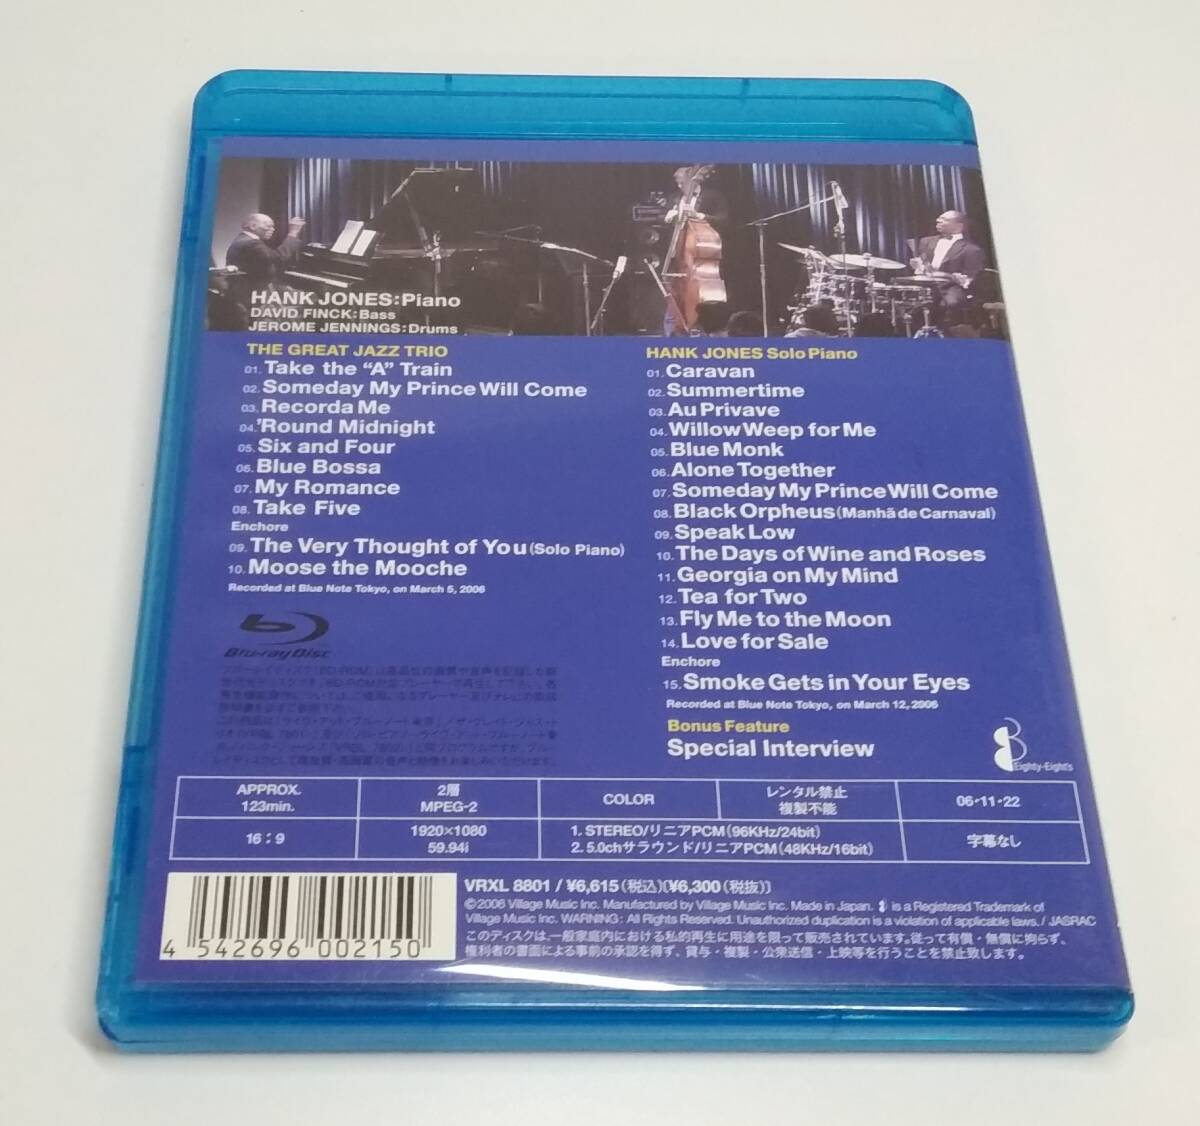 HANK JONES:Piano
DAVID FINCK:Bass
JEROME JENNINGS:Drums
THE GREAT JAZZ TRIO
01.Take the “A” Train
02.Someday My Prince Will Come
03.Recorda Me
04.'Round Midnight
05.Six and Four
06.Blue Bossa
07.My Romance
08.Take Five
Enchore
09.The Very Thought of You(Solo Piano)
10.Moose the Mooche
Recorded at Blue Note Tokyo, on March 5, 2006
HANK JONES Solo Piano
01.Caravan
02.Summertime
03.Au Privave
04.Willow Weep for Me
05.Blue Monk
06.Alone Together
07.Someday My Prince Will Come
08.Black Orpheus(Manhã de Carnaval)
09.Speak Low
10.The Days of Wine and Roses
11.Georgia on My Mind
12.Tea for Two
13.Fly Me to the Moon
14.Love for Sale
Enchore
15.Smoke Gets in Your Eyes
Recorded at Blue Note Tokyo, on March 12, 2006
Bonus Feature
Special Interview
Eighty-Eight's
Blu-ray Disc
APPROX.
123min.
2層
MPEG-2
COLOR
レンタル禁止
複製不能
06・11・22
16:9
1920×1080
59.94i
1. STEREO/リニアPCM(96KHz/24bit)
2. 5.0chサラウンド/リニアPCM(48KHz/16bit)
字幕なし
4 542696 002150
VRXL 8801 / ¥6,615(税込)〔¥6,300(税抜)〕
©2006 Village Music Inc. Manufactured by Village Music Inc. Made in Japan. is a Registered Trademark of
Village Music Inc. WARNING: All Rights Reserved. Unauthorized duplication is a violation of applicable laws. / JASRAC
このディスクは、一般家庭内における私的再生に用途を限って販売されています。従って有償・無償に拘らず、
権利者の書面による事前の承認を得ず、貸与・複製・公衆送信・上映等を行うことを禁止致します。